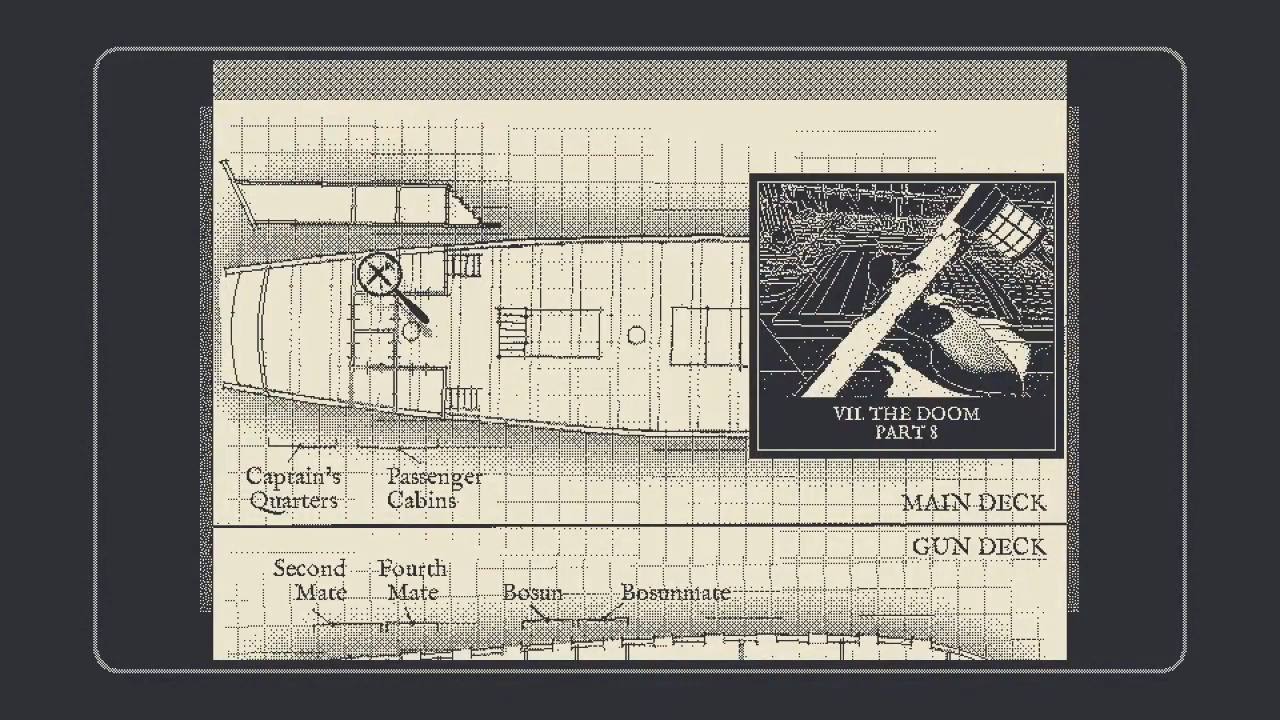 VII. THE DOOM
PART 8
Captain's
Quarters
Passenger
Cabins
MAIN DECK
GUN DECK
Second
Mate
Fourth
Mate
Bosun
Bosunmate